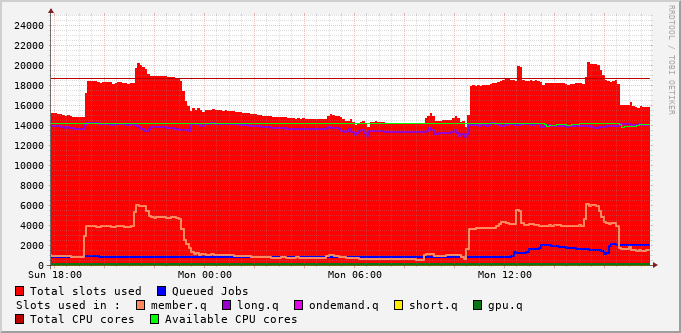 RRDTOOL / TOBI OETIKER
24000
22000
20000
18000
16000
14000
12000
10000
8000
6000
4000
2000
0
Sun 18:00 Mon 00:00 Mon 06:00 Mon 12:00
Total slots used Queued Jobs
Slots used in : member.q long.q ondemand.q short.q gpu.q
Total CPU cores Available CPU cores